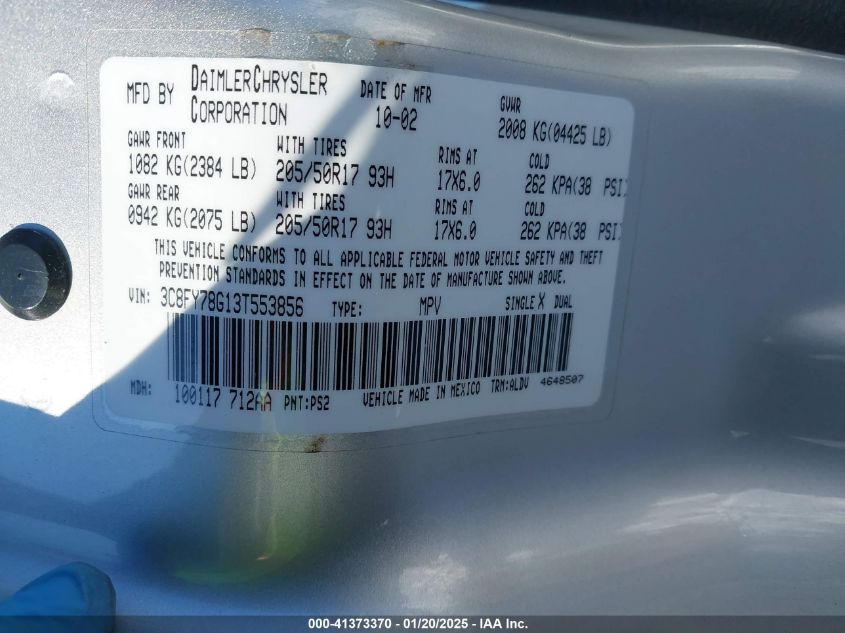 MFD BY DAIMLERCHRYSLER CORPORATION DATE OF MFR 10-02 GVWR 2008 KG(04425 LB)
GAWR FRONT WITH TIRES RIMS AT COLD
1082 KG(2384 LB) 205/50R17 93H 17X6.0 262 KPA(38 PSI)
GAWR REAR WITH TIRES RIMS AT COLD
0942 KG(2075 LB) 205/50R17 93H 17X6.0 262 KPA(38 PSI)
THIS VEHICLE CONFORMS TO ALL APPLICABLE FEDERAL MOTOR VEHICLE SAFETY AND THEFT
PREVENTION STANDARDS IN EFFECT ON THE DATE OF MANUFACTURE SHOWN ABOVE.
VIN: 3C8FY78G13T553856 TYPE: MPV SINGLE X DUAL
MDH: 100117 712AA PNT:PS2 VEHICLE MADE IN MEXICO TRM:ALDV 4648507
000-41373370 - 01/20/2025 - IAA Inc.